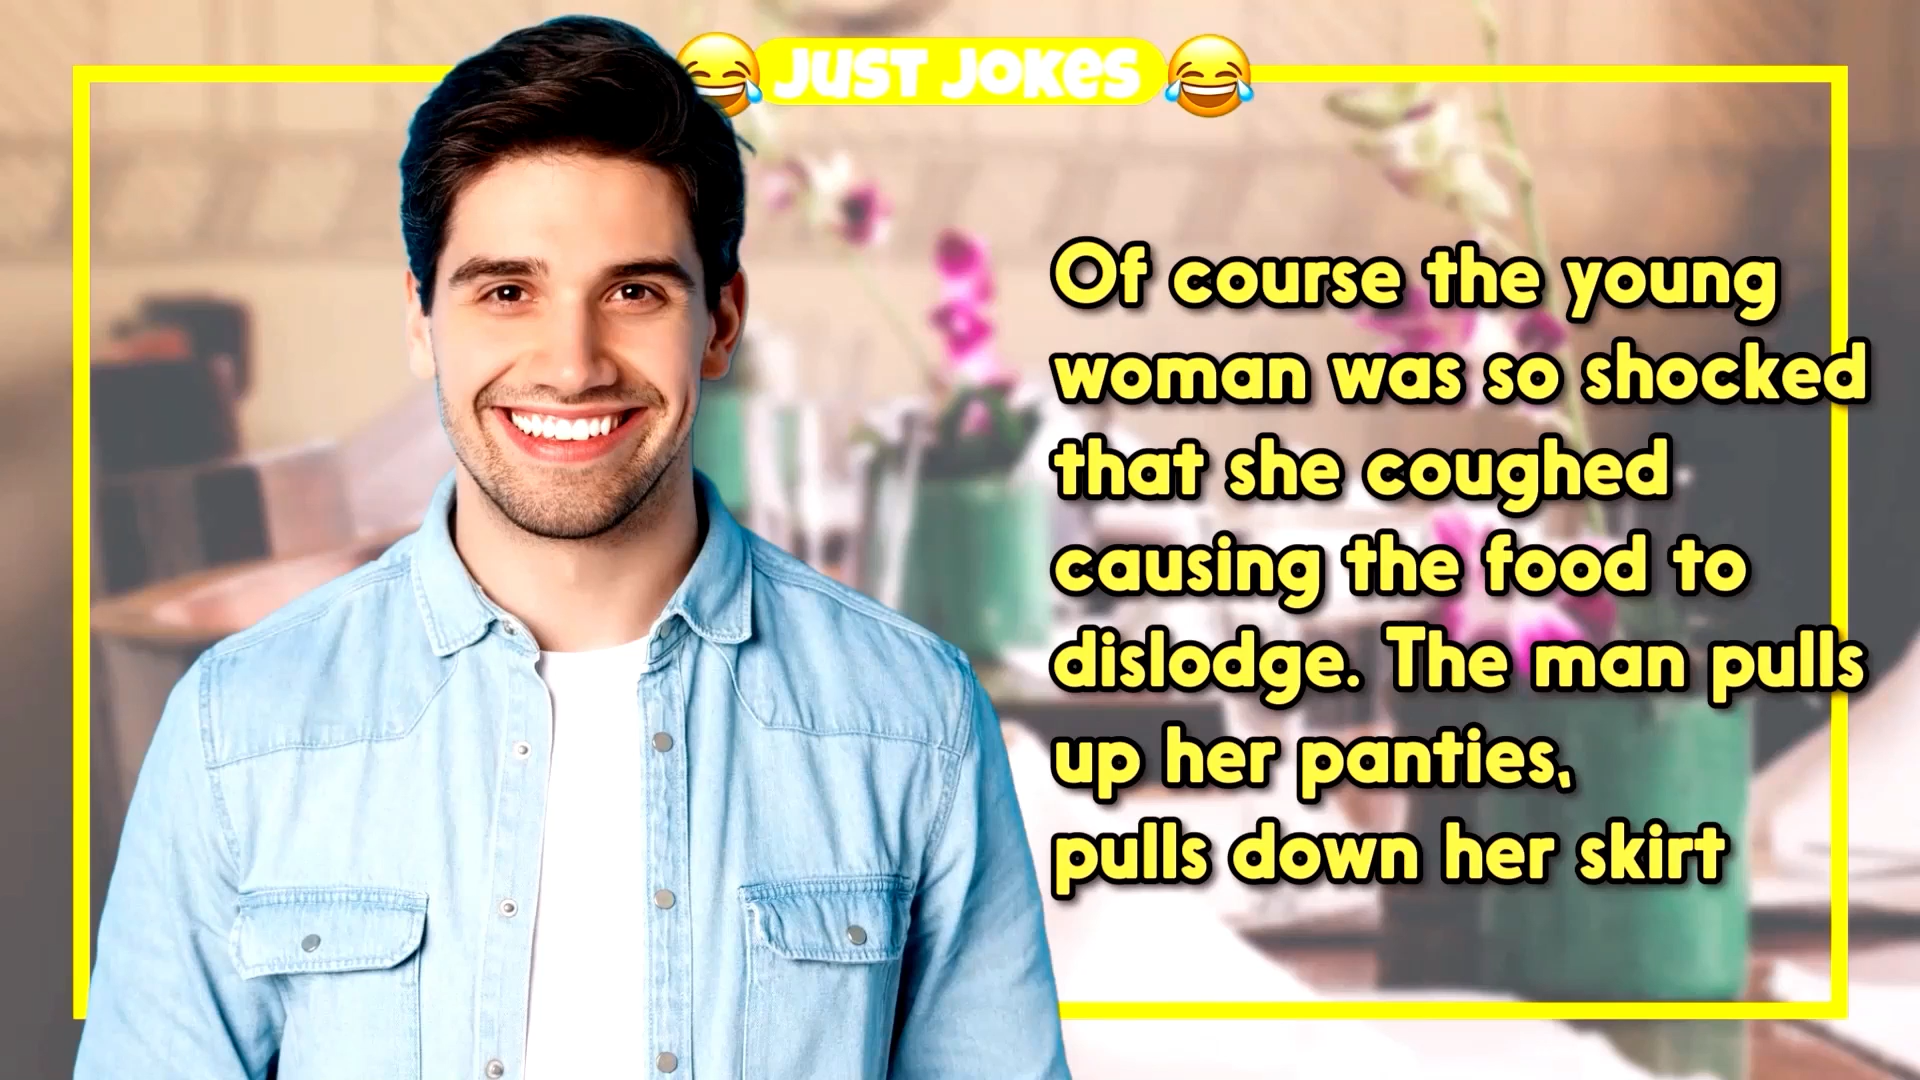 JUST JOKES
Of course the young
woman was so shocked
that she coughed
causing the food to
dislodge. The man pulls
up her panties,
pulls down her skirt